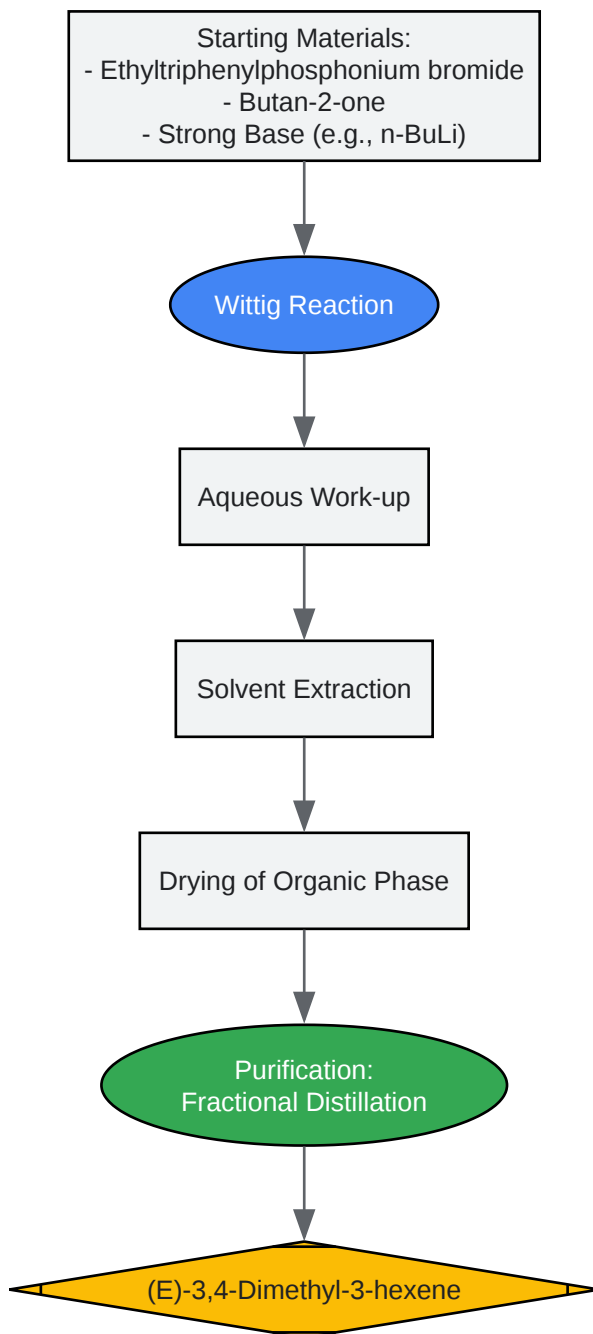 Starting Materials:
- Ethyltriphenylphosphonium bromide
- Butan-2-one
- Strong Base (e.g., n-BuLi)
Wittig Reaction
Aqueous Work-up
Solvent Extraction
Drying of Organic Phase
Purification:
Fractional Distillation
(E)-3,4-Dimethyl-3-hexene